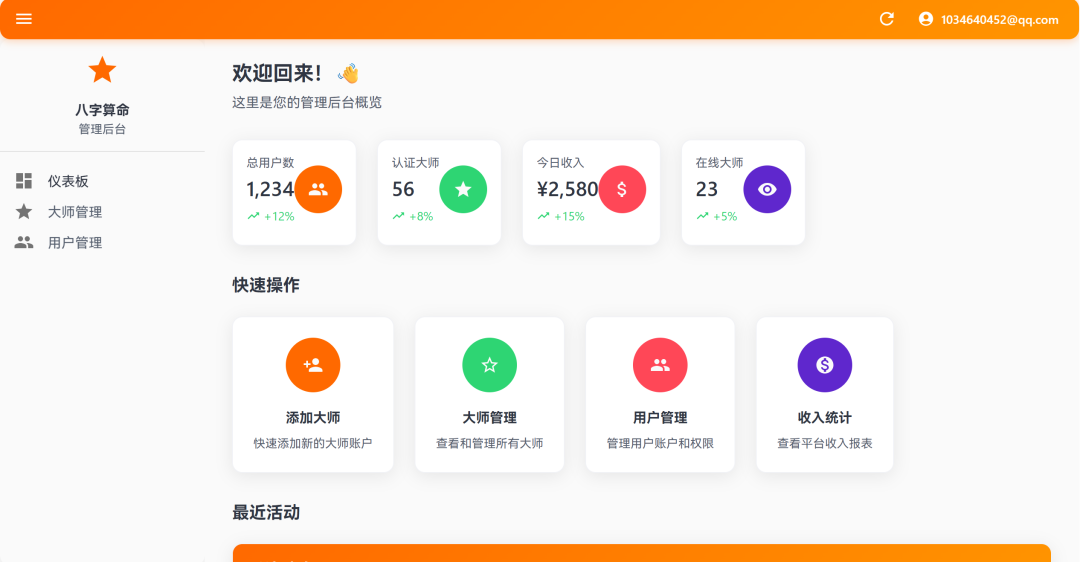 1034640452@qq.com
八字算命
管理后台
仪表板
大师管理
用户管理
欢迎回来! 👋
这里是您的管理后台概览
总用户数
1,234
+12%
认证大师
56
+8%
今日收入
¥2,580
+15%
在线大师
23
+5%
快速操作
添加大师
快速添加新的大师账户
大师管理
查看和管理所有大师
用户管理
管理用户账户和权限
收入统计
查看平台收入报表
最近活动